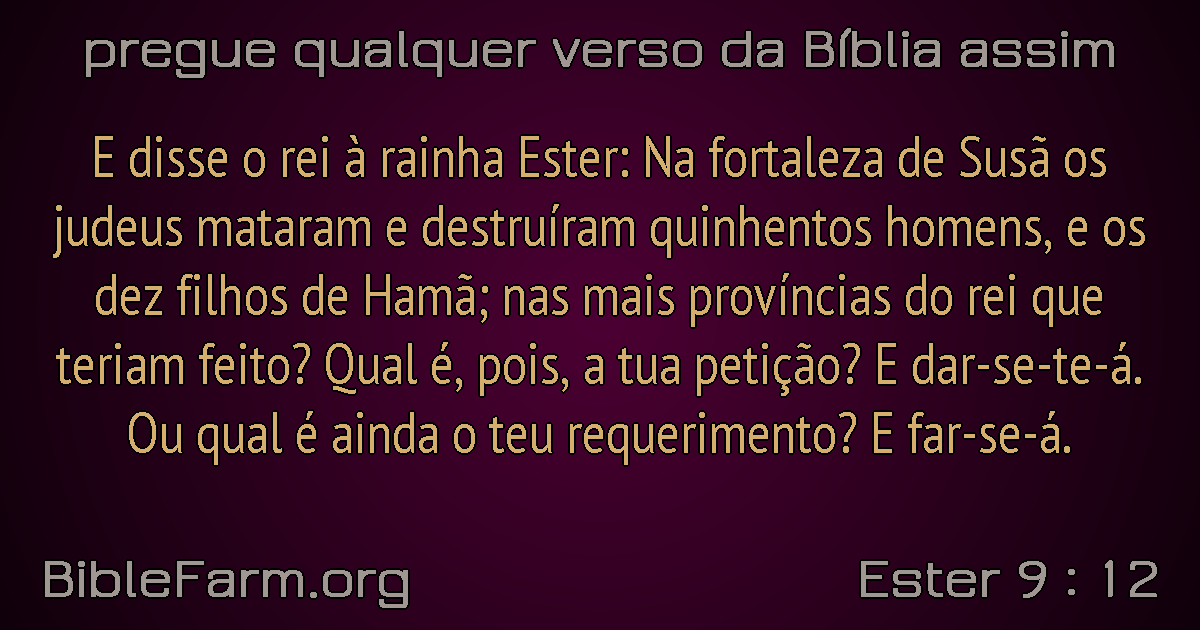 pregue qualquer verso da Bíblia assim
E disse o rei à rainha Ester: Na fortaleza de Susã os
judeus mataram e destruíram quinhentos homens, e os
dez filhos de Hamã; nas mais províncias do rei que
teriam feito? Qual é, pois, a tua petição? E dar-se-te-á.
Ou qual é ainda o teu requerimento? E far-se-á.
BibleFarm.org
Ester 9 : 12